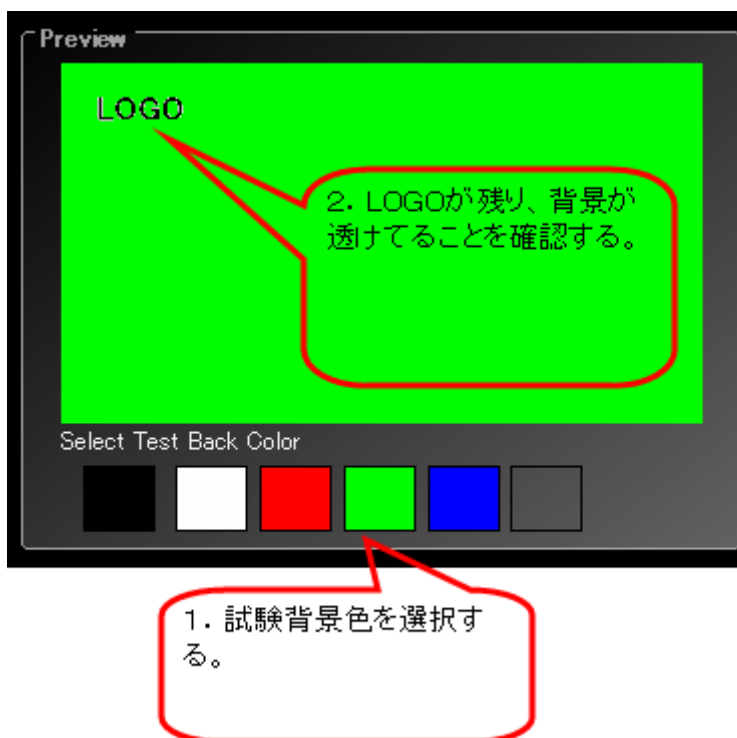 Preview
LOGO
2. LOGOが残り、背景が
透けてることを確認する。
Select Test Back Color
1. 試験背景色を選択す
る。